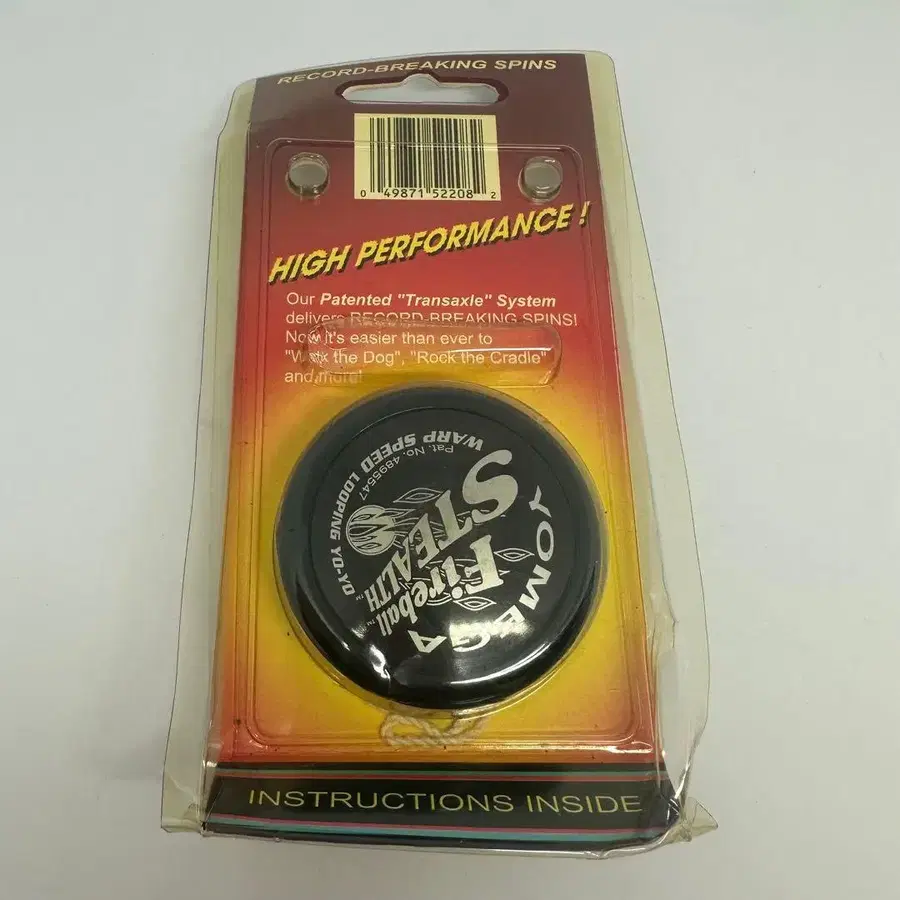 RECORD-BREAKING SPINS
0 49871 52208 2
HIGH PERFORMANCE!
Our Patented "Transaxle" System
delivers RECORD-BREAKING SPINS!
Now it's easier than ever to
"Walk the Dog", "Rock the Cradle"
and more!
YOMEGA
Fireball™
STEALTH™
Pat. No. 4895547
WARP SPEED LOOPING YO-YO
INSTRUCTIONS INSIDE